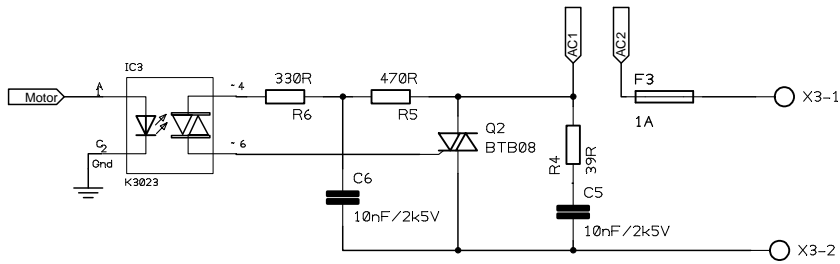 AC1
AC2
IC3
Motor
A
1
~4
330R
R6
470R
R5
F3
1A
X3-1
Q2
BTB08
R4
39R
C
2
Gnd
~6
K3023
C6
10nF/2k5V
C5
10nF/2k5V
X3-2